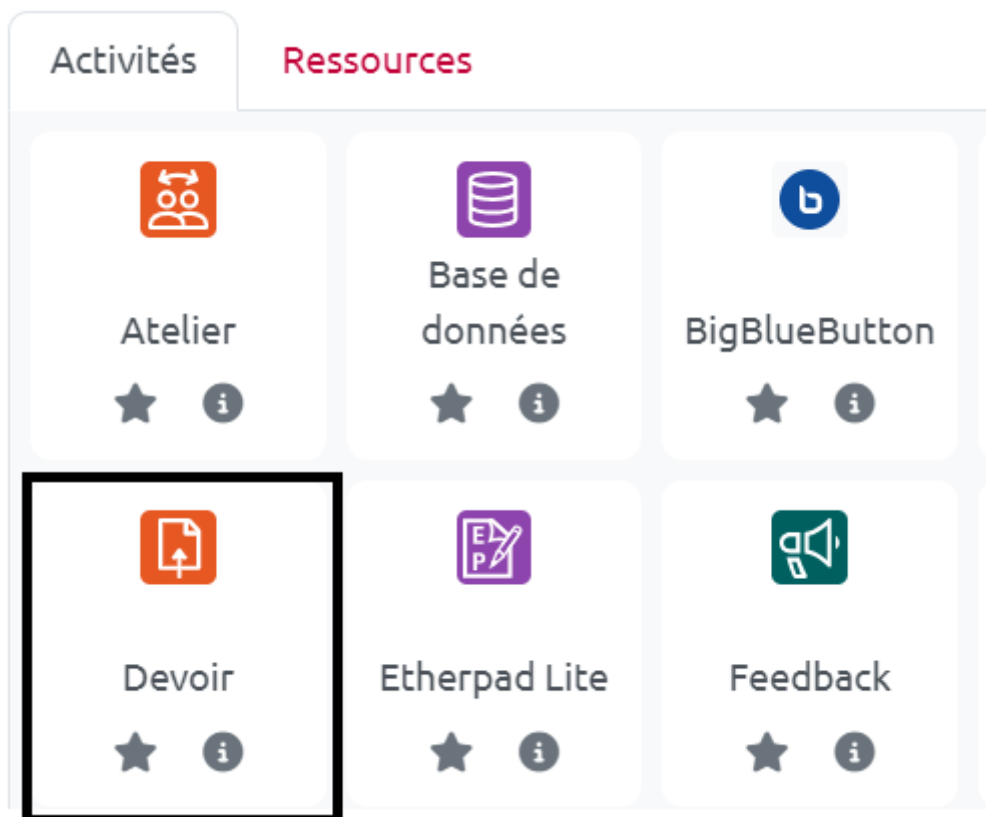 Activités Ressources
Base de
Atelier données BigBlueButton
Devoir Etherpad Lite Feedback